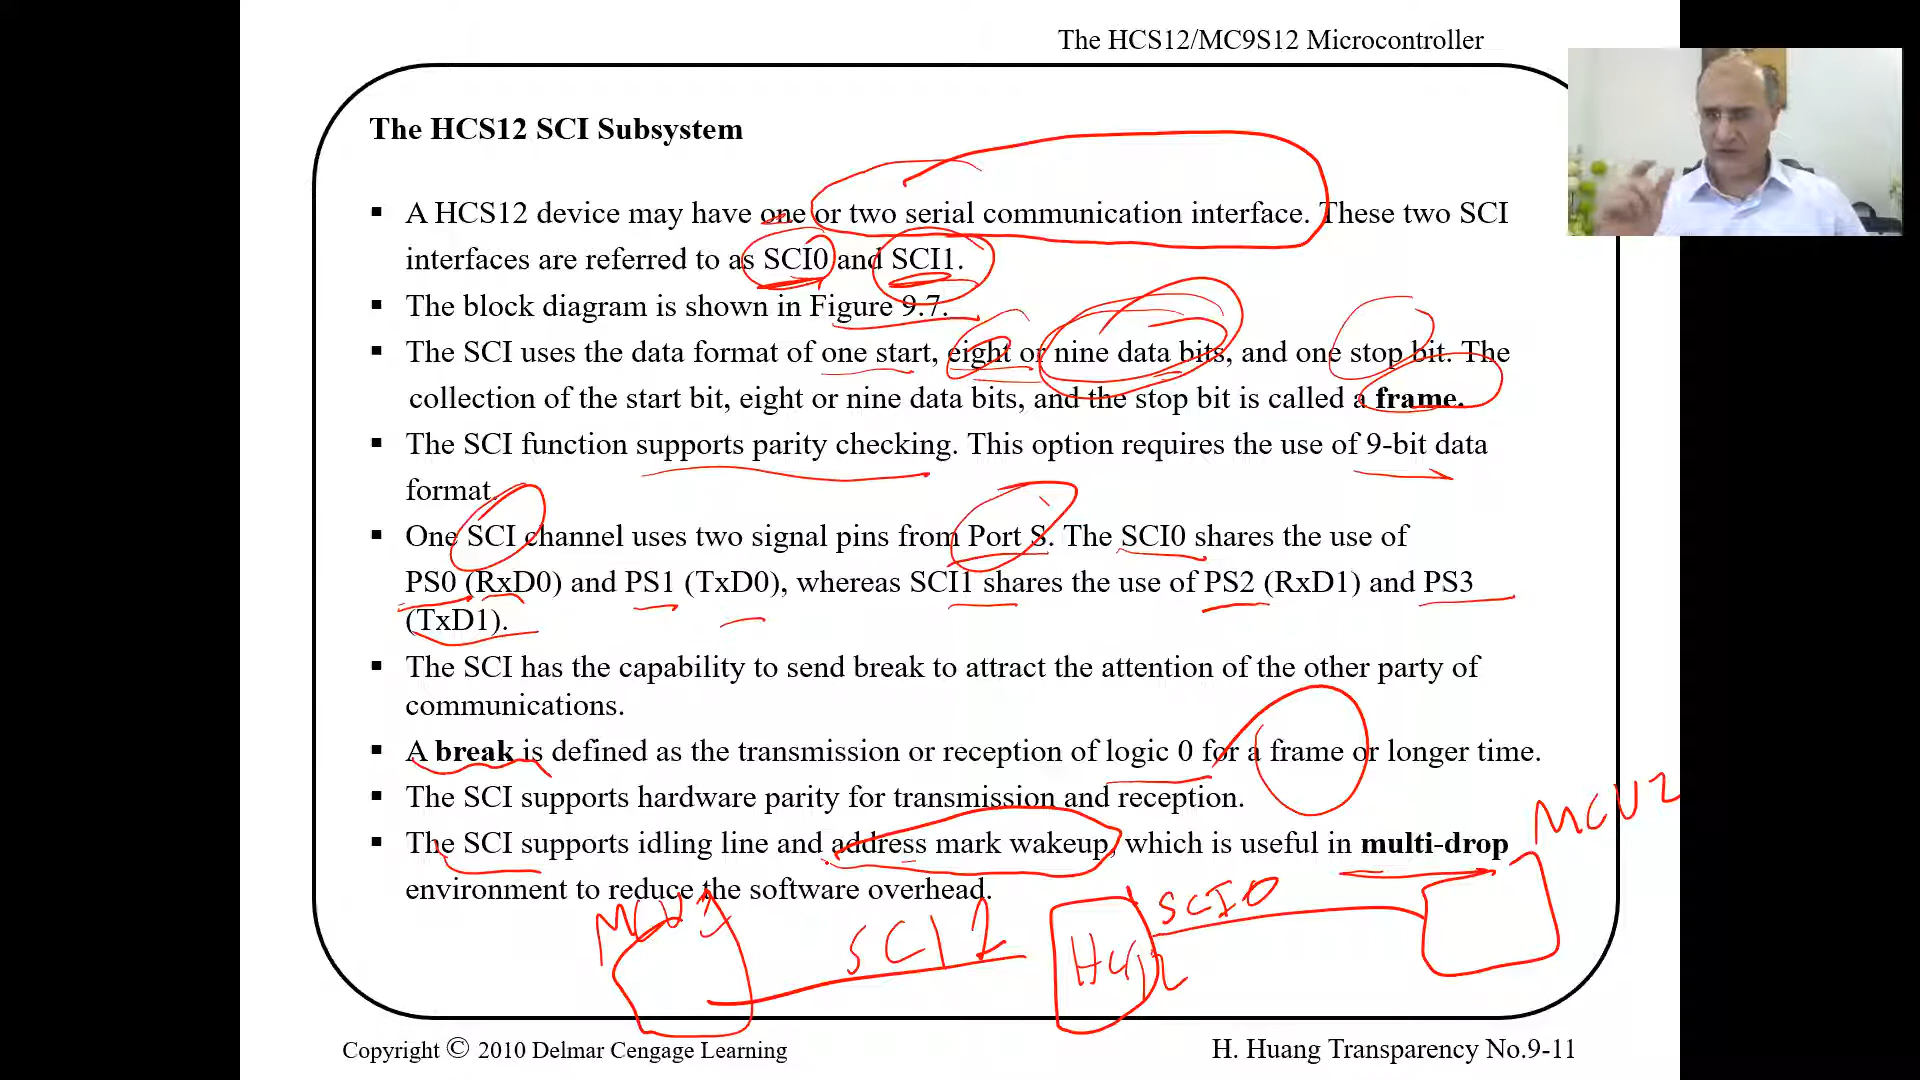 The HCS12/MC9S12 Microcontroller
The HCS12 SCI Subsystem
▪ A HCS12 device may have one or two serial communication interface. These two SCI
interfaces are referred to as SCI0 and SCI1.
▪ The block diagram is shown in Figure 9.7.
▪ The SCI uses the data format of one start, eight or nine data bits, and one stop bit. The
collection of the start bit, eight or nine data bits, and the stop bit is called a frame.
▪ The SCI function supports parity checking. This option requires the use of 9-bit data
format.
▪ One SCI channel uses two signal pins from Port S. The SCI0 shares the use of
PS0 (RxD0) and PS1 (TxD0), whereas SCI1 shares the use of PS2 (RxD1) and PS3
(TxD1).
▪ The SCI has the capability to send break to attract the attention of the other party of
communications.
▪ A break is defined as the transmission or reception of logic 0 for a frame or longer time.
▪ The SCI supports hardware parity for transmission and reception.
MCU2
▪ The SCI supports idling line and address mark wakeup, which is useful in multi-drop
environment to reduce the software overhead.
SCI0
SCI
Copyright © 2010 Delmar Cengage Learning
H. Huang Transparency No.9-11